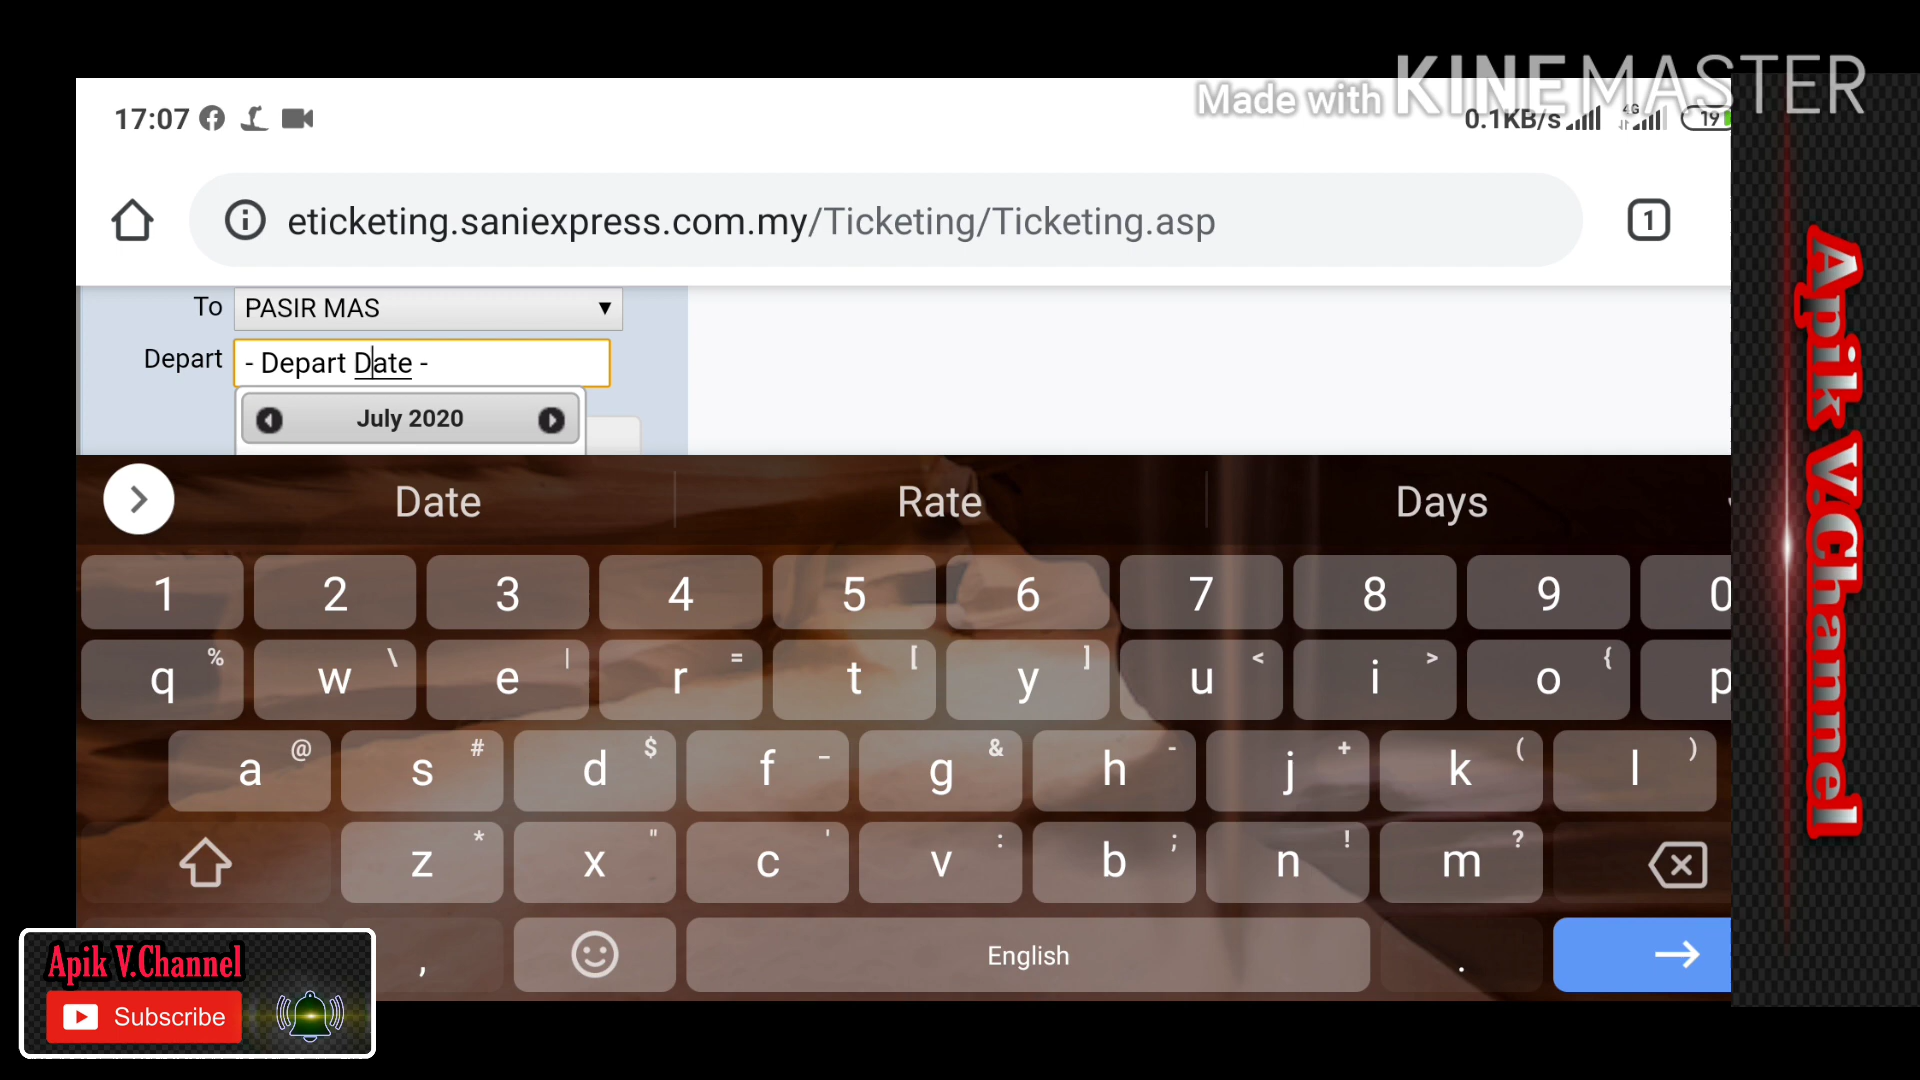 Made with KINEMASTER
17:07
0.1KB/s
4G
19
eticketing.saniexpress.com.my/Ticketing/Ticketing.asp
1
To PASIR MAS
Depart - Depart Date -
July 2020
Date Rate Days
1 2 3 4 5 6 7 8 9 0
% \ | = [ ] < > {
q w e r t y u i o p
@ # $ _ & - + ( )
a s d f g h j k l
* " ' : ; ! ?
z x c v b n m
, English .
Apik V.Channel
Subscribe
Apik V.Channel